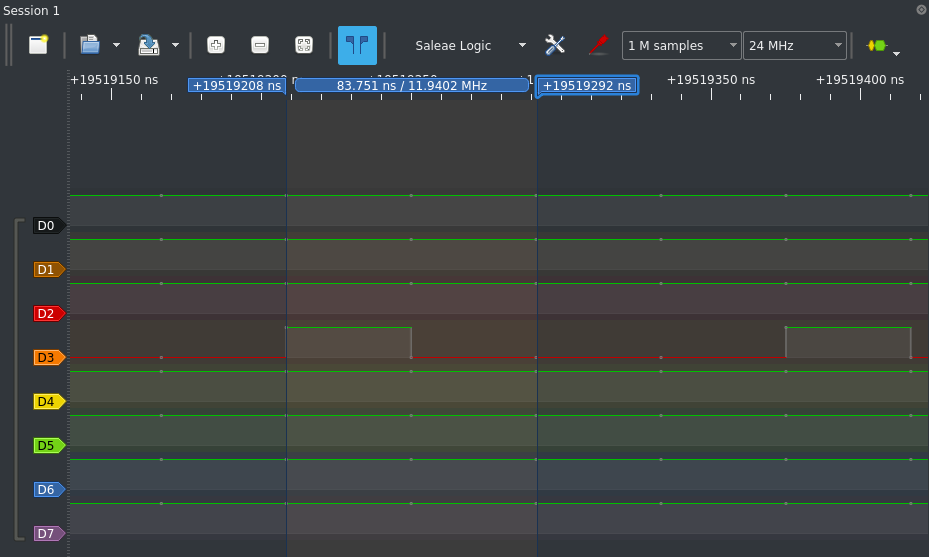 Session 1
Saleae Logic
1 M samples
24 MHz
+19519150 ns
+19519208 ns
83.751 ns / 11.9402 MHz
+19519292 ns
+19519350 ns
+19519400 ns
D0
D1
D2
D3
D4
D5
D6
D7